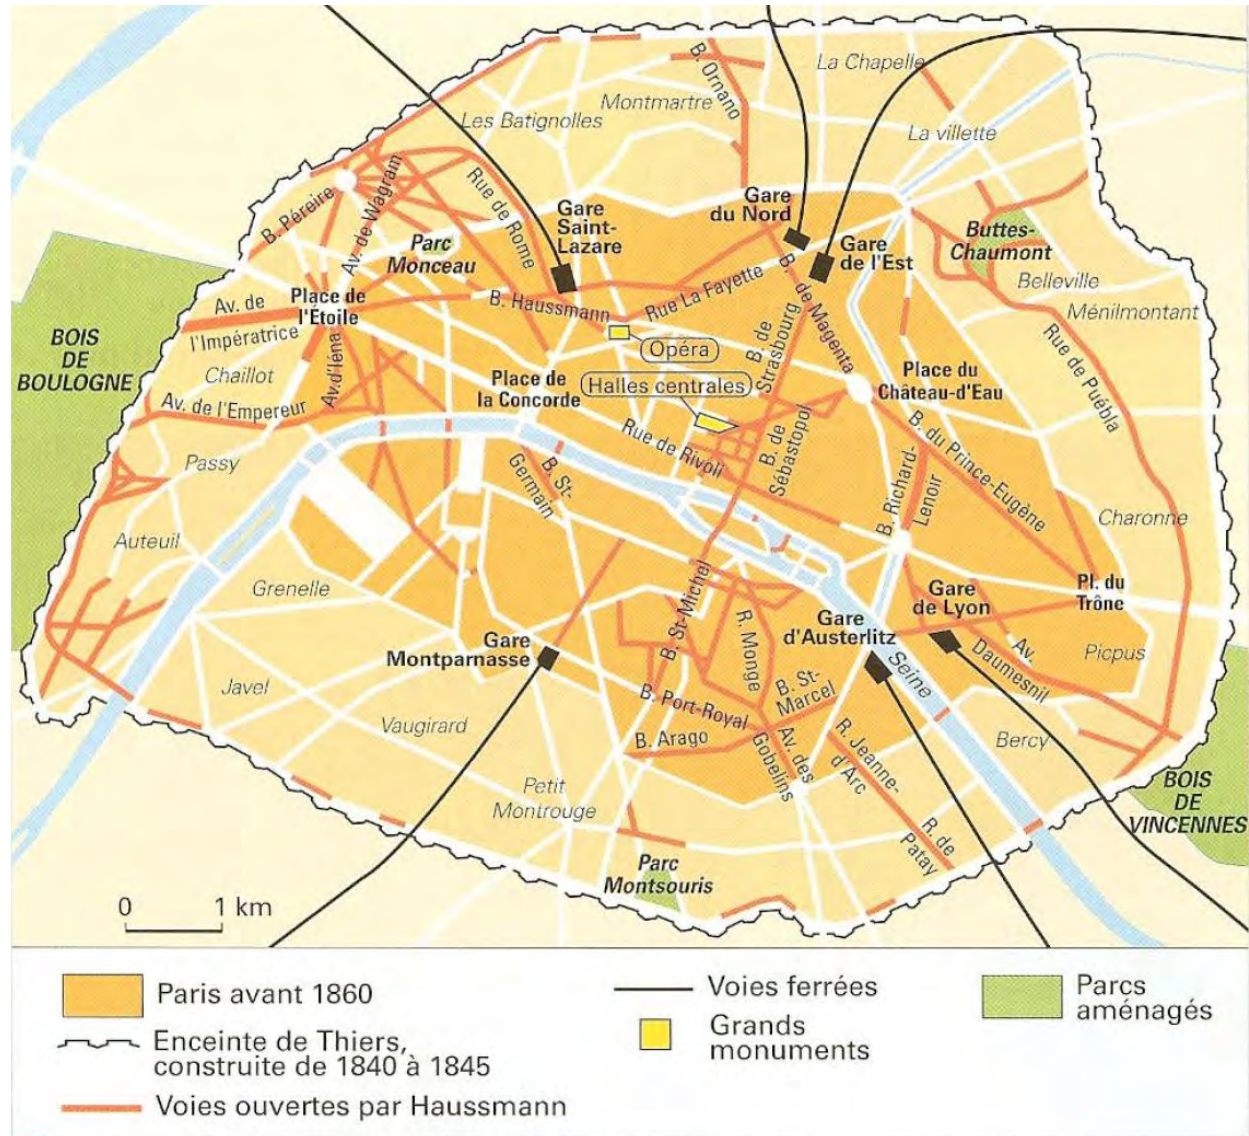 La Chapelle
B. Ornano
Montmartre
Les Batignolles
La villette
Av. de Wagram
B. Péreire
Rue de Rome
Gare
Saint-
Lazare
Gare
du Nord
Gare
de l'Est
Buttes-
Chaumont
Parc
Monceau
Belleville
Ménilmontant
Av. de
l'Impératrice
Place de
l'Étoile
B. Haussmann
Rue La Fayette
B. de Magenta
B. de
Strasbourg
Opéra
BOIS
DE
BOULOGNE
Chaillot
Av. d'Iéna
Place de
la Concorde
Halles centrales
Place du
Château-d'Eau
Rue de Puébla
Av. de l'Empereur
Rue de Rivoli
B. de
Sébastopol
B. du Prince-Eugène
Passy
B. St-
Germain
B. Richard-
Lenoir
Charonne
Auteuil
Grenelle
B. St-Michel
R. Monge
Gare
d'Austerlitz
Gare
de Lyon
Pl. du
Trône
Gare
Montparnasse
Seine
Av.
Daumesnil
Picpus
Javel
Vaugirard
B. Port-Royal
B. St-
Marcel
B. Arago
Av. des
Gobelins
R. Jeanne-
d'Arc
Bercy
Petit
Montrouge
R. de
Patay
BOIS
DE
VINCENNES
Parc
Montsouris
0 1 km
Paris avant 1860
Enceinte de Thiers,
construite de 1840 à 1845
Voies ouvertes par Haussmann
Voies ferrées
Grands
monuments
Parcs
aménagés